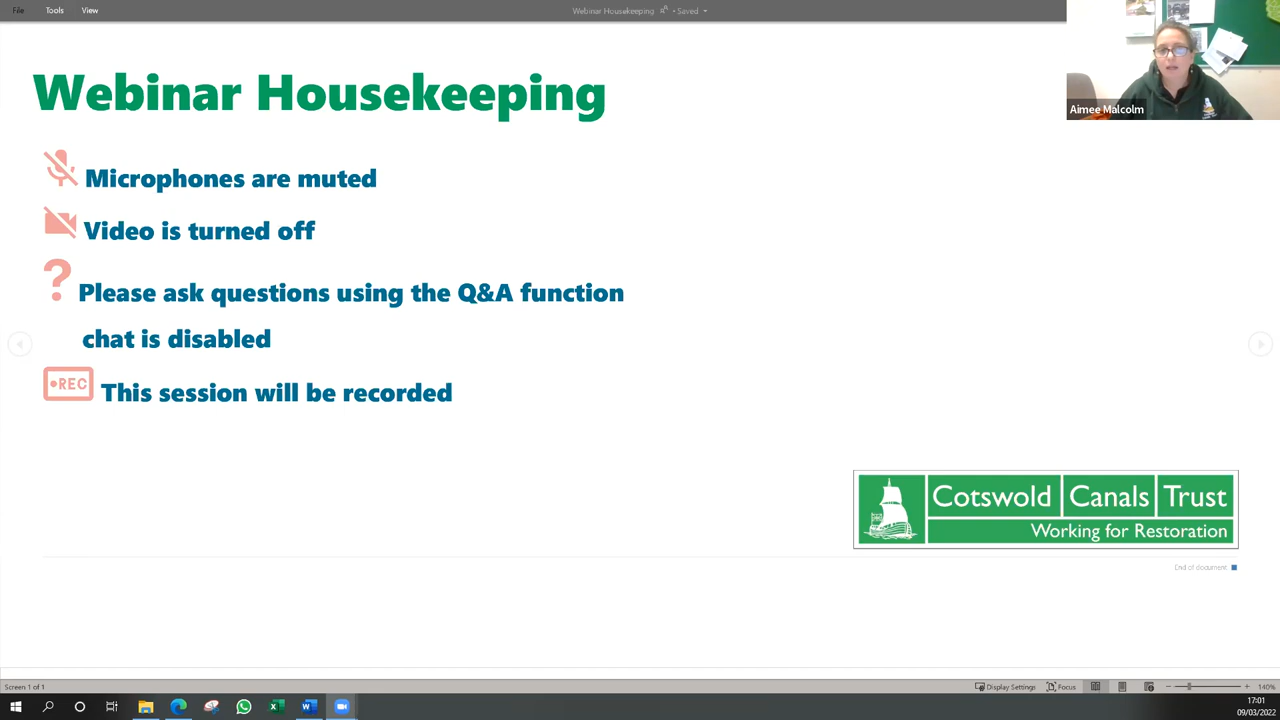 File Tools View
Webinar Housekeeping • Saved
Aimee Malcolm
Webinar Housekeeping
Microphones are muted
Video is turned off
? Please ask questions using the Q&A function
chat is disabled
REC This session will be recorded
Cotswold Canals Trust
Working for Restoration
End of document
Screen 1 of 1
Display Settings Focus 140%
17:01
09/03/2022